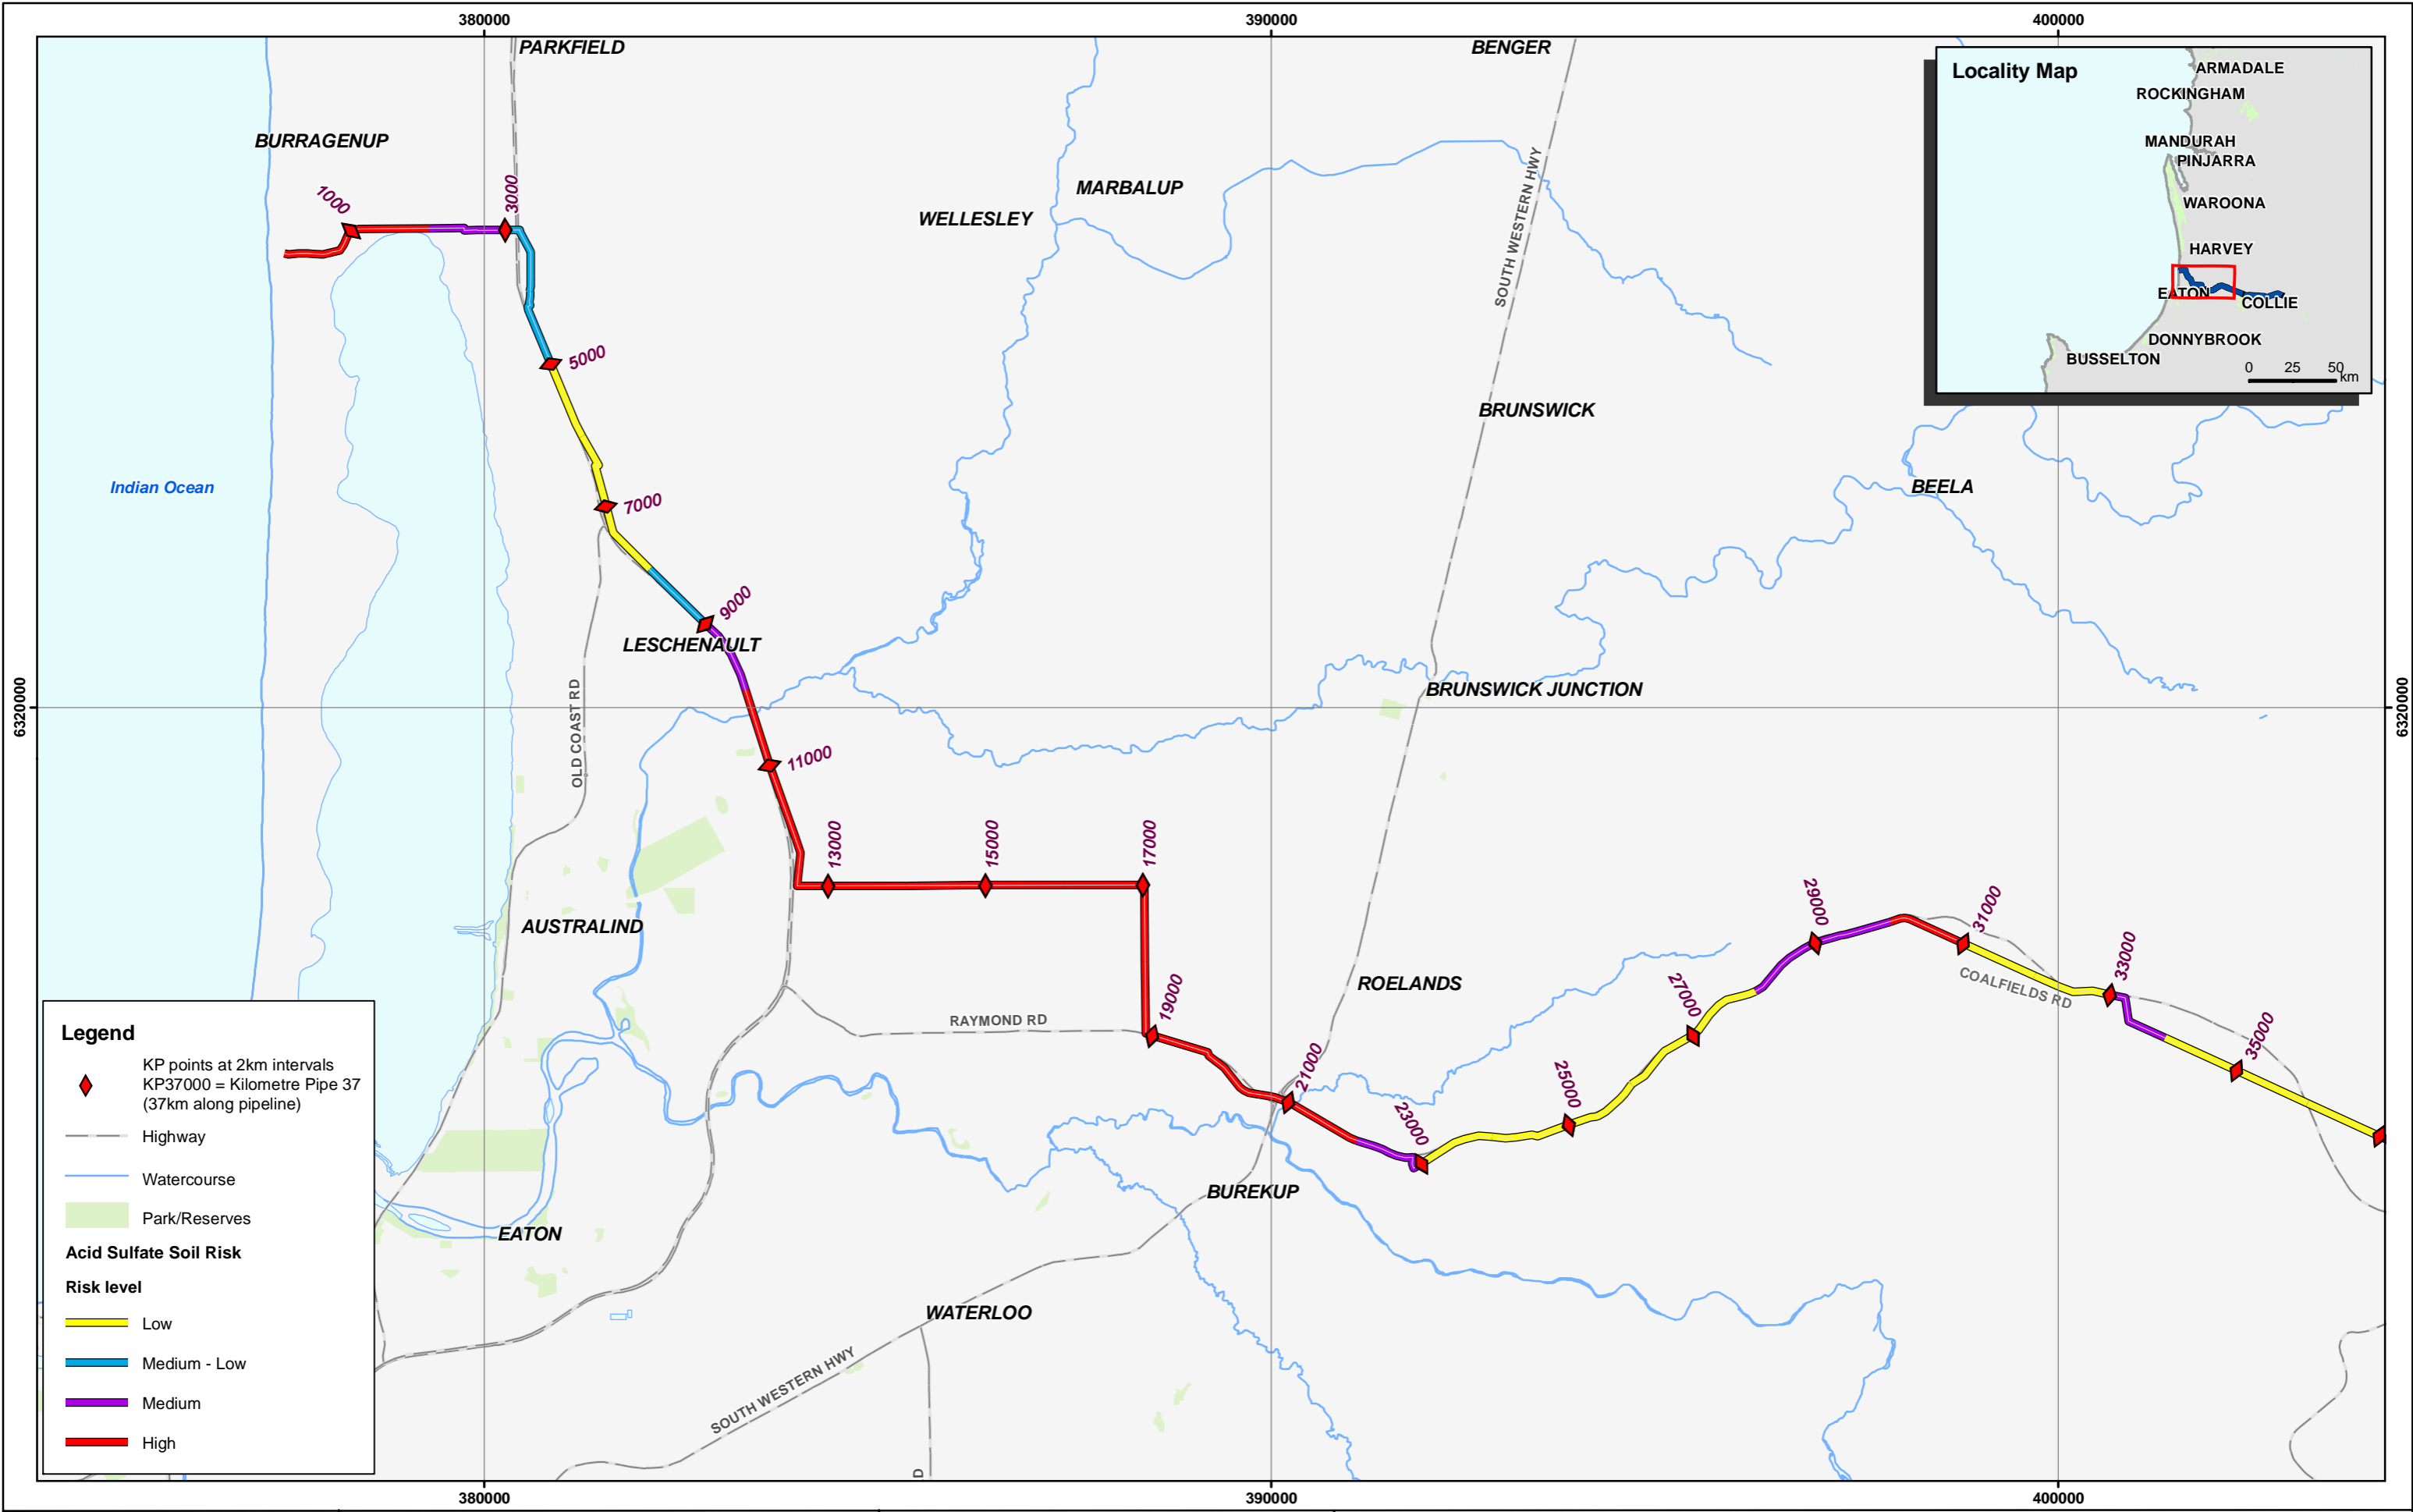 380000
390000
400000
PARKFIELD
BENGER
Locality Map
ARMADALE
ROCKINGHAM
MANDURAH
PINJARRA
WAROONA
HARVEY
EATON
COLLIE
DONNYBROOK
BUSSELTON
0 25 50
km
BURRAGENUP
MARBALUP
WELLESLEY
1000
3000
SOUTH WESTERN HWY
5000
BRUNSWICK
Indian Ocean
7000
BEELA
9000
LESCHENAULT
6320000
6320000
OLD COAST RD
BRUNSWICK JUNCTION
11000
13000
15000
17000
AUSTRALIND
29000
31000
33000
COALFIELDS RD
ROELANDS
27000
19000
RAYMOND RD
35000
21000
25000
23000
BUREKUP
EATON
WATERLOO
SOUTH WESTERN HWY
D
Legend
KP points at 2km intervals
KP37000 = Kilometre Pipe 37
(37km along pipeline)
Highway
Watercourse
Park/Reserves
Acid Sulfate Soil Risk
Risk level
Low
Medium - Low
Medium
High
380000
390000
400000